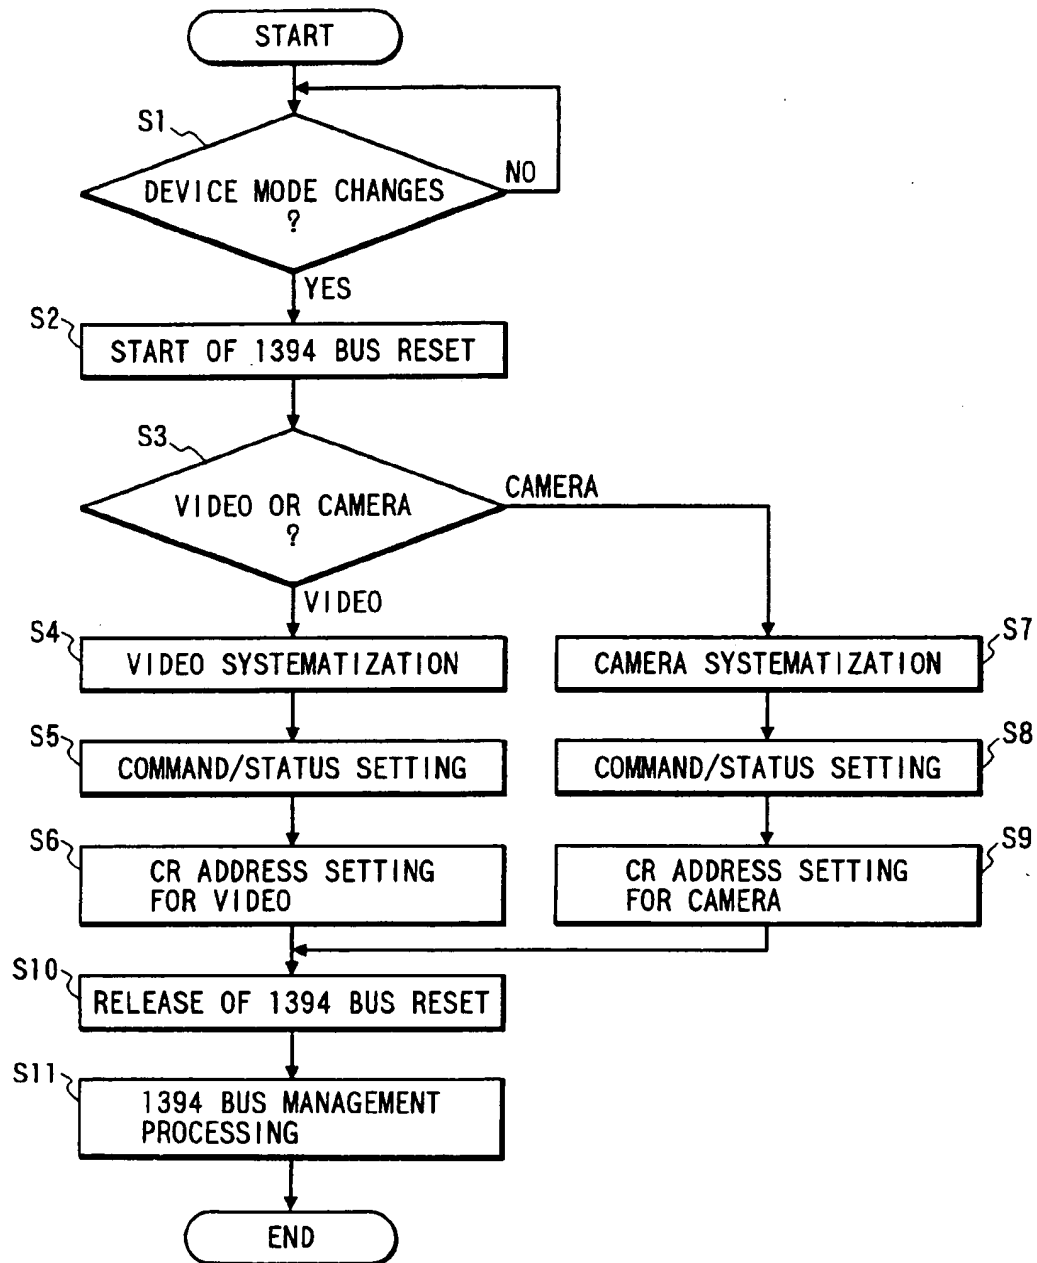 START
S1
DEVICE MODE CHANGES
?
NO
YES
S2
START OF 1394 BUS RESET
S3
VIDEO OR CAMERA
?
CAMERA
VIDEO
S4
VIDEO SYSTEMATIZATION
S7
CAMERA SYSTEMATIZATION
S5
COMMAND/STATUS SETTING
S8
COMMAND/STATUS SETTING
S6
CR ADDRESS SETTING
FOR VIDEO
S9
CR ADDRESS SETTING
FOR CAMERA
S10
RELEASE OF 1394 BUS RESET
S11
1394 BUS MANAGEMENT
PROCESSING
END